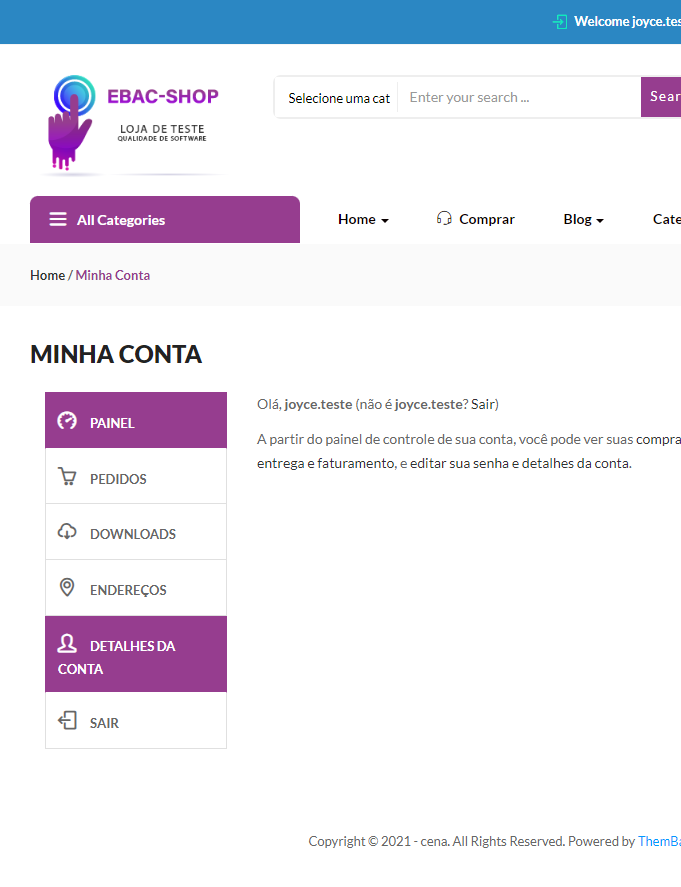 Welcome joyce.tes
EBAC-SHOP
LOJA DE TESTE
QUALIDADE DE SOFTWARE
Selecione uma cat
Enter your search ...
Sear
All Categories
Home
Comprar
Blog
Cate
Home / Minha Conta
MINHA CONTA
PAINEL
PEDIDOS
DOWNLOADS
ENDEREÇOS
DETALHES DA
CONTA
SAIR
Olá, joyce.teste (não é joyce.teste? Sair)
A partir do painel de controle de sua conta, você pode ver suas compra
entrega e faturamento, e editar sua senha e detalhes da conta.
Copyright © 2021 - cena. All Rights Reserved. Powered by ThemBa